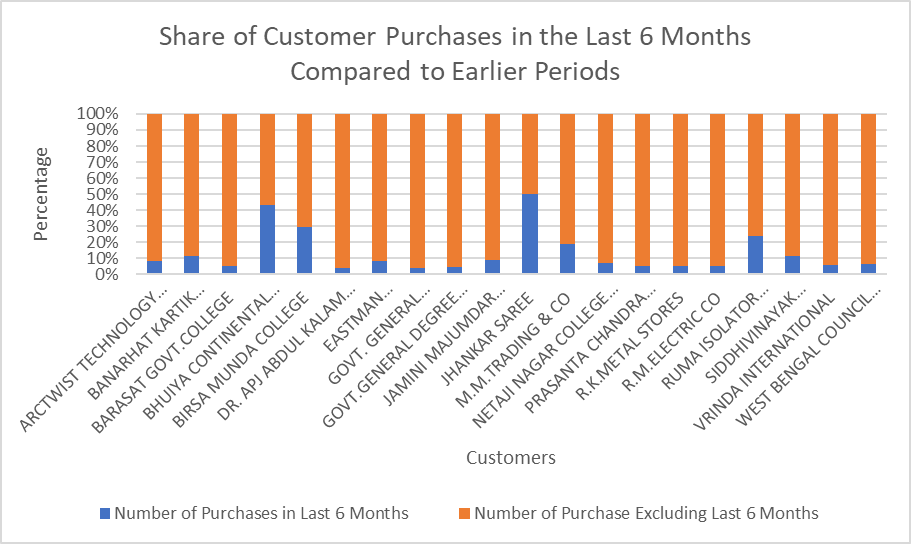 Share of Customer Purchases in the Last 6 Months
Compared to Earlier Periods
Percentage
100%
90%
80%
70%
60%
50%
40%
30%
20%
10%
0%
ARCTWIST TECHNOLOGY...
BANARHAT KARTIK...
BARASAT GOVT.COLLEGE
BHUIYA CONTINENTAL...
BIRSA MUNDA COLLEGE
DR. APJ ABDUL KALAM...
EASTMAN...
GOVT. GENERAL...
GOVT.GENERAL DEGREE...
JAMINI MAJUMDAR...
JHANKAR SAREE
M.M.TRADING & CO
NETAJI NAGAR COLLEGE...
PRASANTA CHANDRA...
R.K.METAL STORES
R.M.ELECTRIC CO
RUMA ISOLATOR...
SIDDHIVINAYAK...
VRINDA INTERNATIONAL
WEST BENGAL COUNCIL...
Customers
Number of Purchases in Last 6 Months
Number of Purchase Excluding Last 6 Months